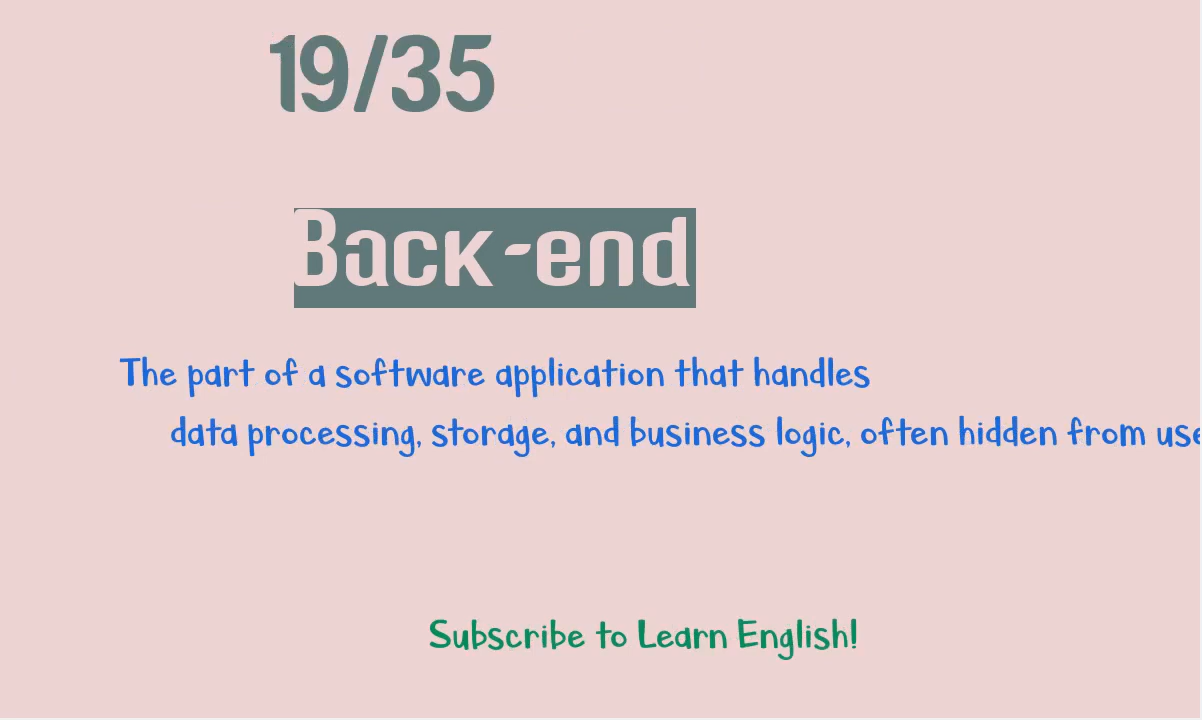 19/35
Back-end
The part of a software application that handles
data processing, storage, and business logic, often hidden from
Subscribe to Learn English!